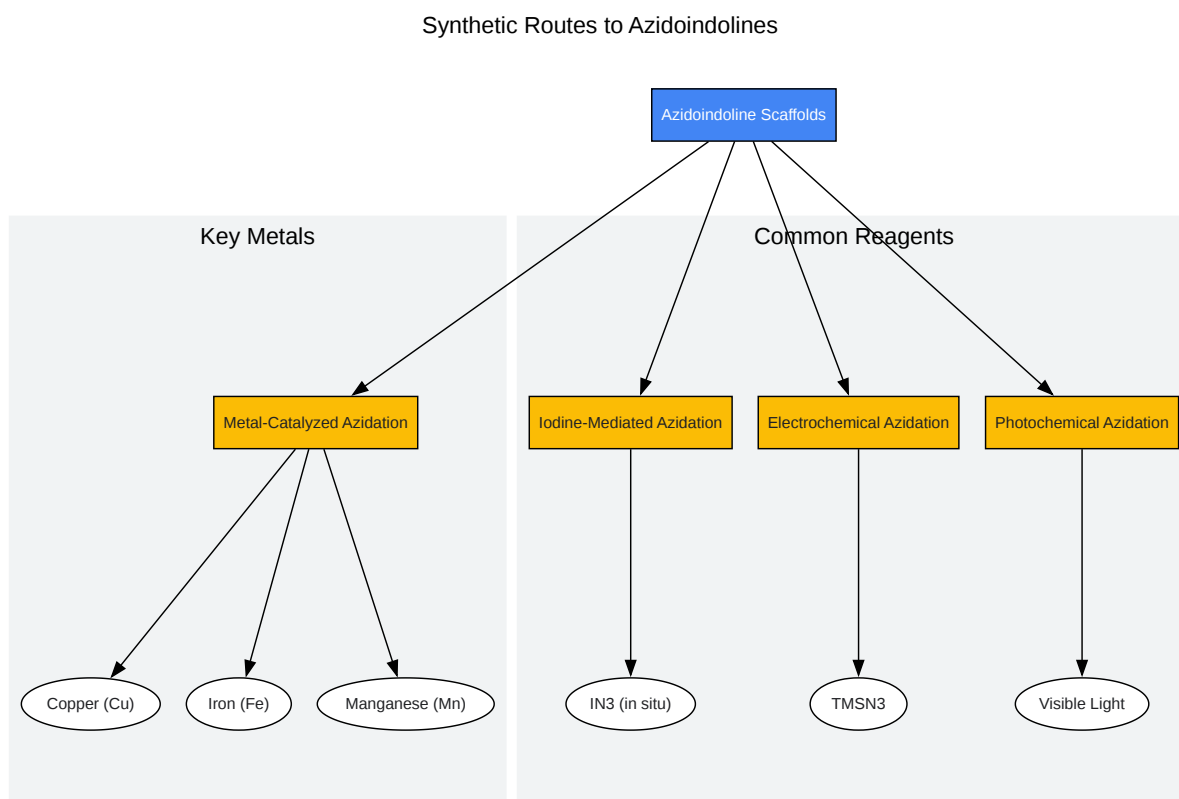 Synthetic Routes to Azidoindolines
Azidoindoline Scaffolds
Key Metals
Common Reagents
Metal-Catalyzed Azidation
Iodine-Mediated Azidation
Electrochemical Azidation
Photochemical Azidation
Copper (Cu)
Iron (Fe)
Manganese (Mn)
IN3 (in situ)
TMSN3
Visible Light